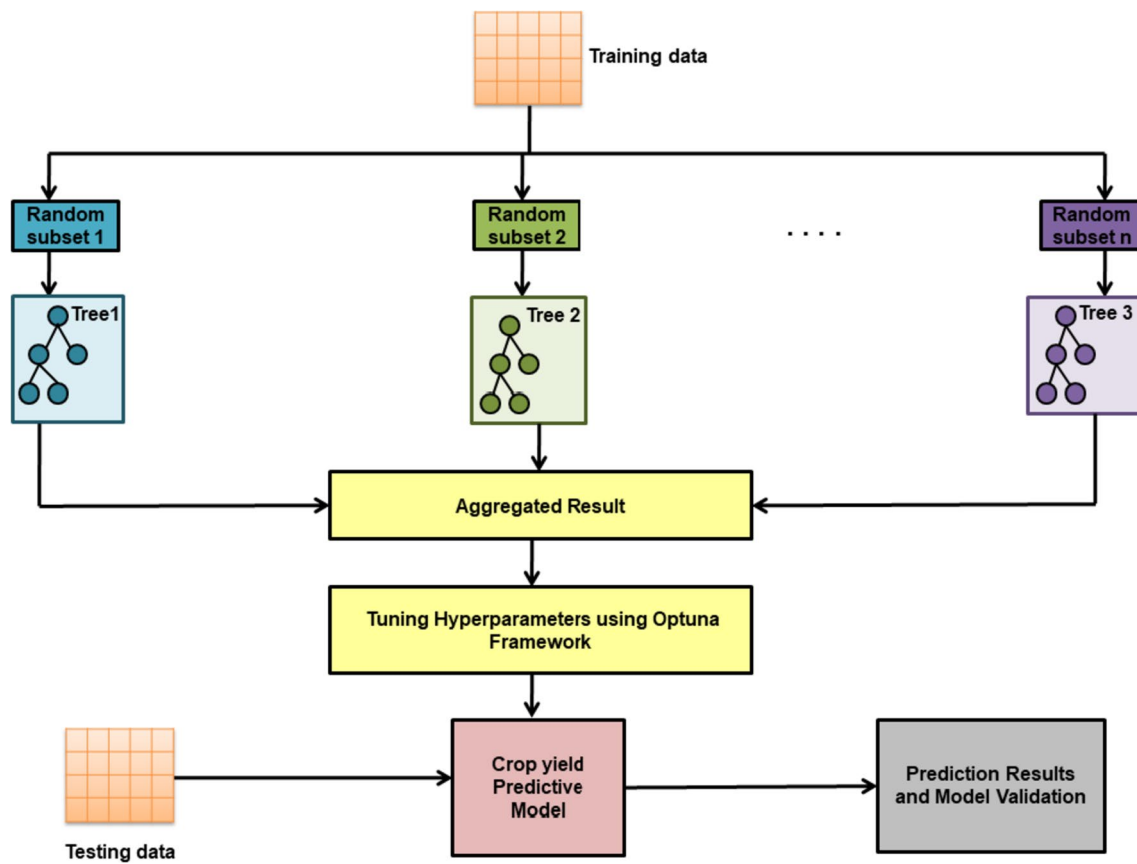 Training data
Random
subset 1
Random
subset 2
. . . .
Random
subset n
Tree1
Tree 2
Tree 3
Aggregated Result
Tuning Hyperparameters using Optuna
Framework
Crop yield
Predictive
Model
Prediction Results
and Model Validation
Testing data